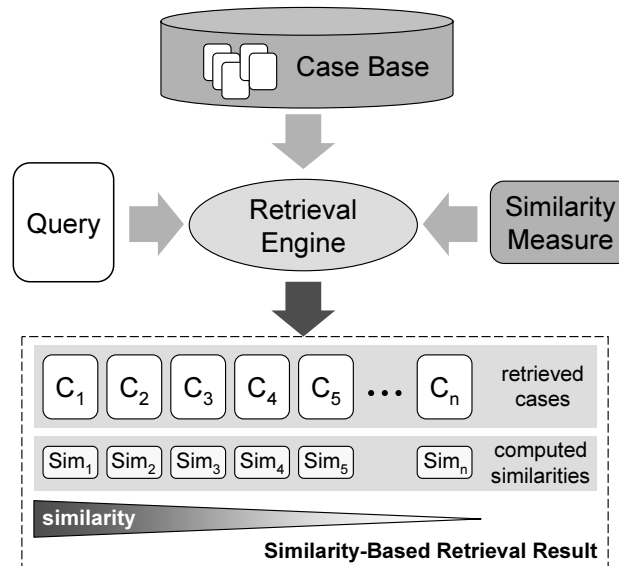 Case Base
Query
Retrieval
Engine
Similarity
Measure
C₁ C₂ C₃ C₄ C₅ ••• Cₙ
retrieved
cases
Sim₁ Sim₂ Sim₃ Sim₄ Sim₅ Simₙ
computed
similarities
similarity
Similarity-Based Retrieval Result